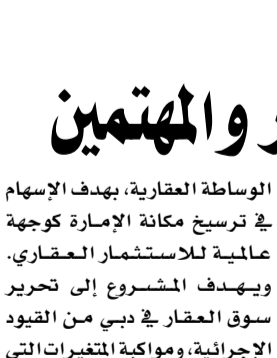 والمهتمين
الوساطة العقارية، بهدف الإسهام
في ترسيخ مكانة الإمارة كوجهة
عالمية للاستثمار العقاري.
ويهدف المشروع إلى تحرير
سوق العقار في دبي من القيود
الإجرائية، ومواكبة المتغيرات التي